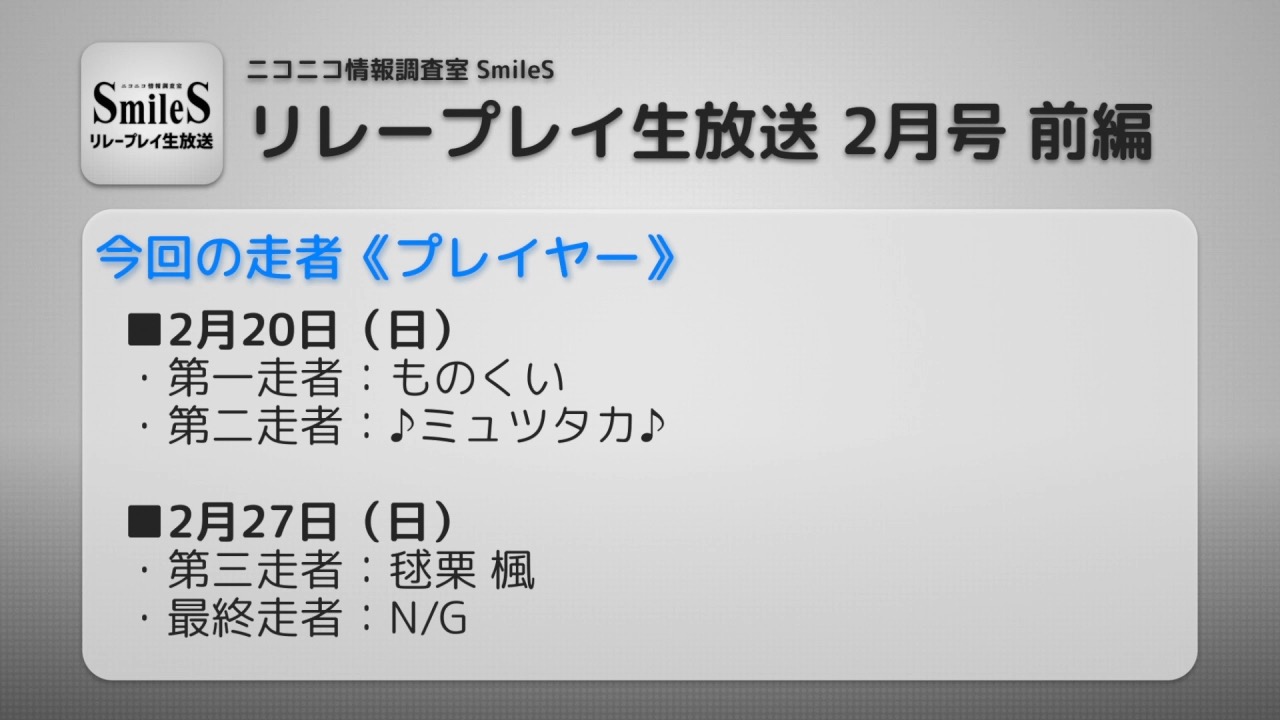 ニコニコ情報調査室
SmileS
リレープレイ生放送
ニコニコ情報調査室 SmileS
リレープレイ生放送 2月号 前編
今回の走者《プレイヤー》
■2月20日（日）
・第一走者：ものくい
・第二走者：♪ミュツタカ♪
■2月27日（日）
・第三走者：毬栗 楓
・最終走者：N/G